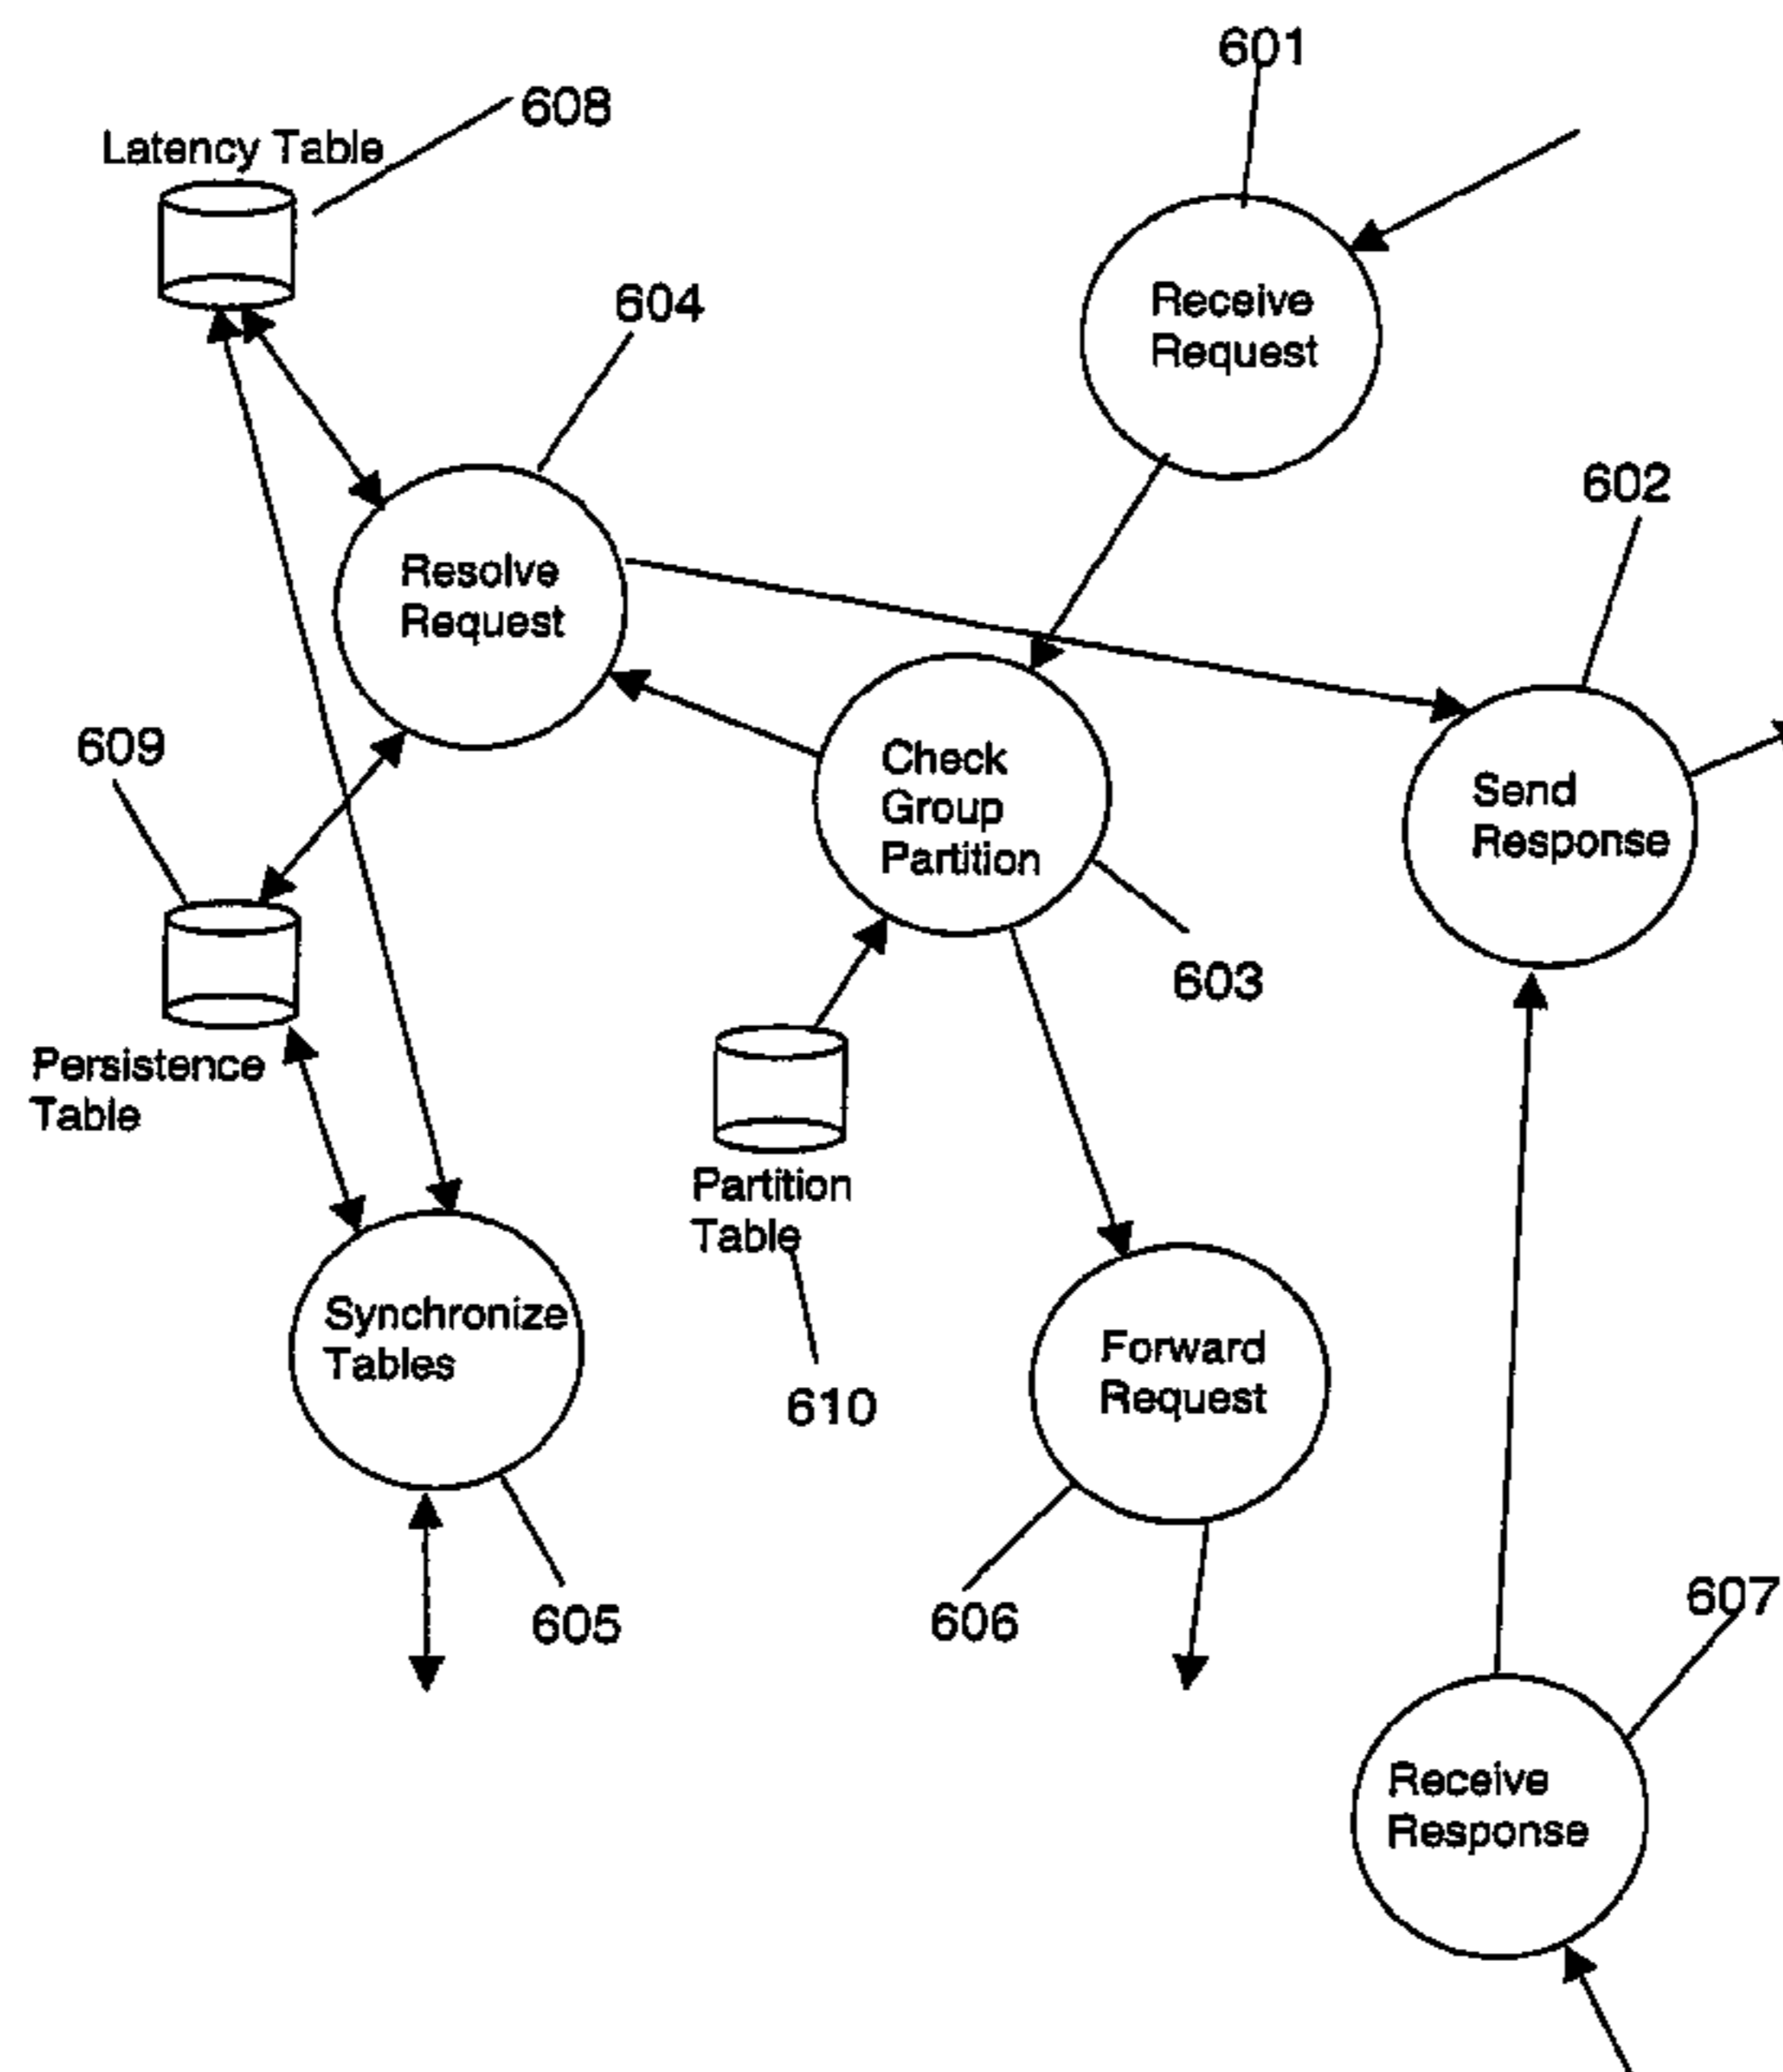 601
608
Latency Table
604
Receive
Request
602
Resolve
Request
609
Check
Group
Partition
Send
Response
603
Persistence
Table
Partition
Table
Synchronize
Tables
Forward
Request
610
605
606
607
Receive
Response